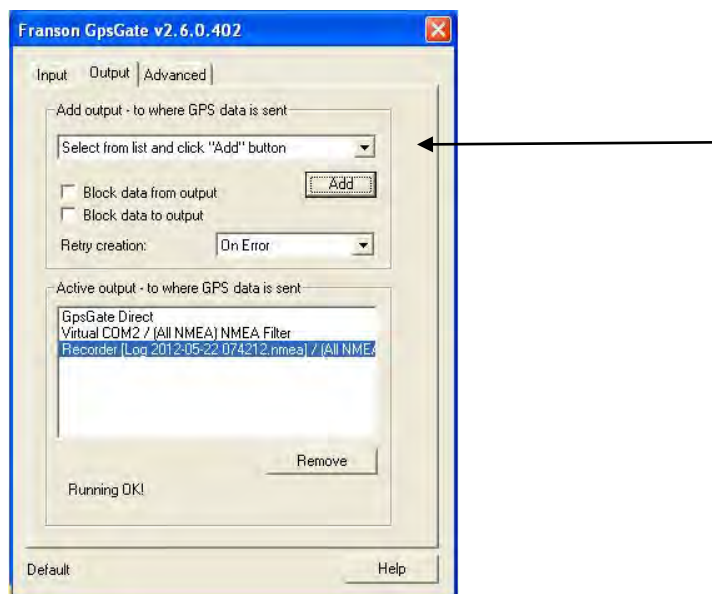 Franson GpsGate v2.6.0.402
Input Output Advanced
Add output - to where GPS data is sent
Select from list and click "Add" button
Add
Block data from output
Block data to output
Retry creation: On Error
Active output - to where GPS data is sent
GpsGate Direct
Virtual COM2 / (All NMEA) NMEA Filter
Recorder (Log 2012-05-22 074212.nmea) / (All NMEA
Remove
Running OK!
Default Help